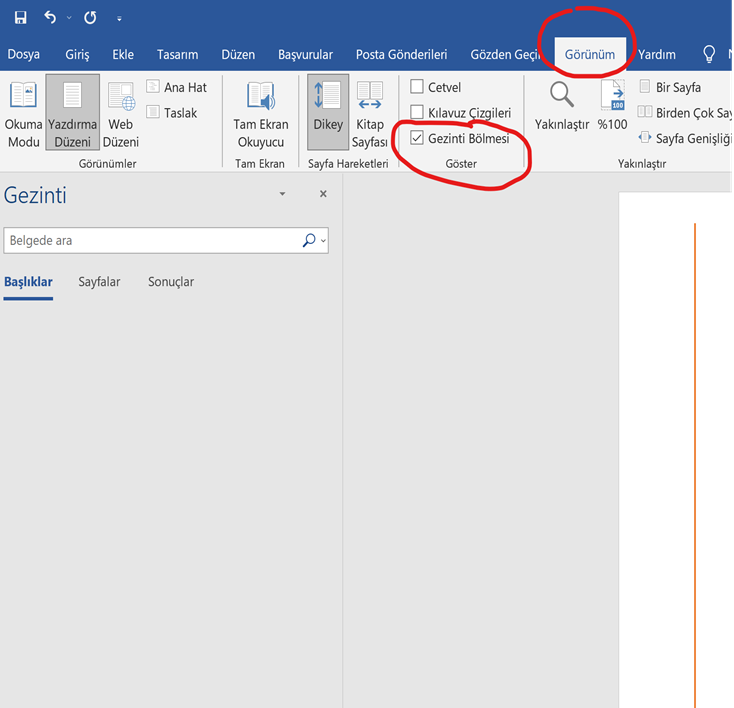 Dosya Giriş Ekle Tasarım Düzen Başvurular Posta Gönderileri Gözden Geçir Görünüm Yardım
Okuma Modu
Yazdırma Düzeni
Web Düzeni
Ana Hat
Taslak
Görünümler
Tam Ekran Okuyucu
Tam Ekran
Dikey
Kitap Sayfası
Sayfa Hareketleri
Cetvel
Kılavuz Çizgileri
Gezinti Bölmesi
Göster
Yakınlaştır
100
%100
Bir Sayfa
Birden Çok Say
Sayfa Genişliği
Yakınlaştır
Gezinti
Belgede ara
Başlıklar Sayfalar Sonuçlar